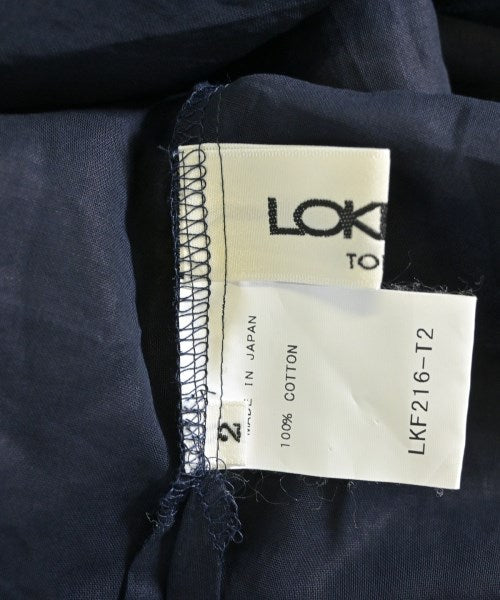 LOK
TO
2
MADE IN JAPAN
100% COTTON
LKF216-T2